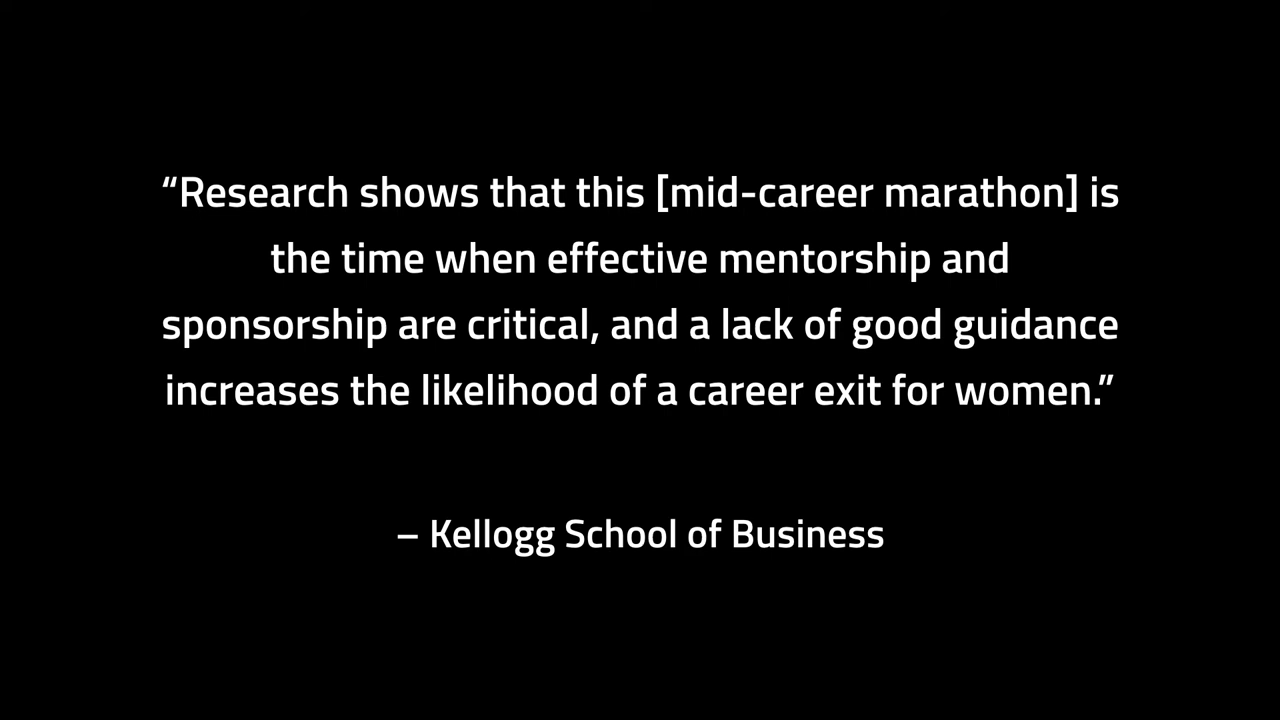 “Research shows that this [mid-career marathon] is
the time when effective mentorship and
sponsorship are critical, and a lack of good guidance
increases the likelihood of a career exit for women.”
– Kellogg School of Business